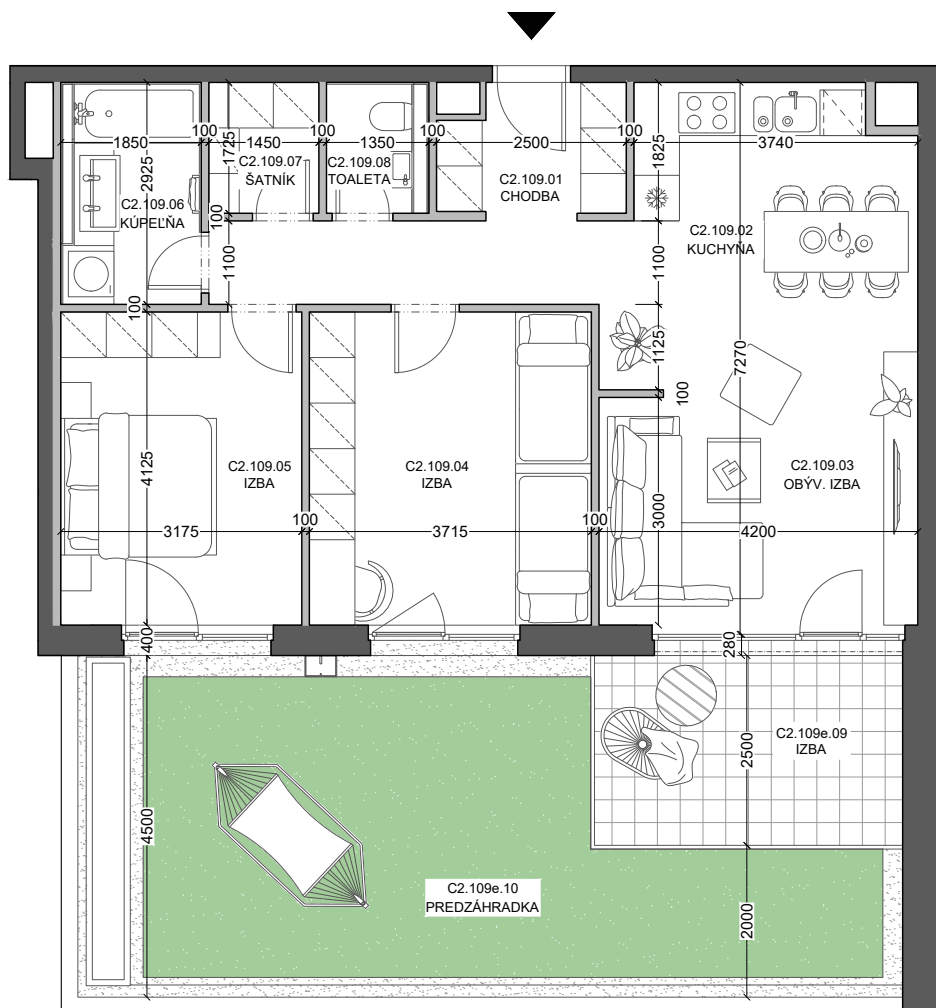 1850
100
1450
100
1350
100
2500
100
3740
2925
1725
1825
C2.109.06
KÚPEĽŇA
C2.109.07
ŠATNÍK
C2.109.08
TOALETA
C2.109.01
CHODBA
C2.109.02
KUCHYŇA
100
1100
1100
100
1125
7270
100
4125
C2.109.05
IZBA
C2.109.04
IZBA
C2.109.03
OBÝV. IZBA
3000
3175
100
3715
100
4200
400
280
C2.109e.09
IZBA
2500
4500
C2.109e.10
PREDZÁHRADKA
2000